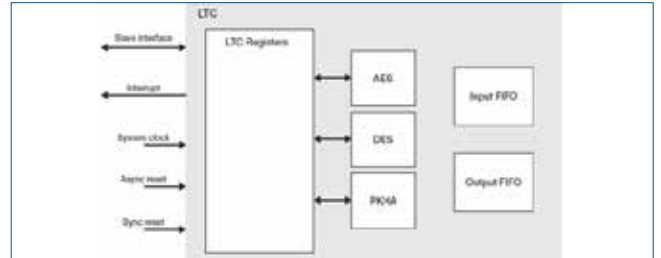 LTC
Slave interface
LTC Registers
AES
Input FIFO
Interrupt
System clock
DES
Async reset
Output FIFO
PKHA
Sync reset